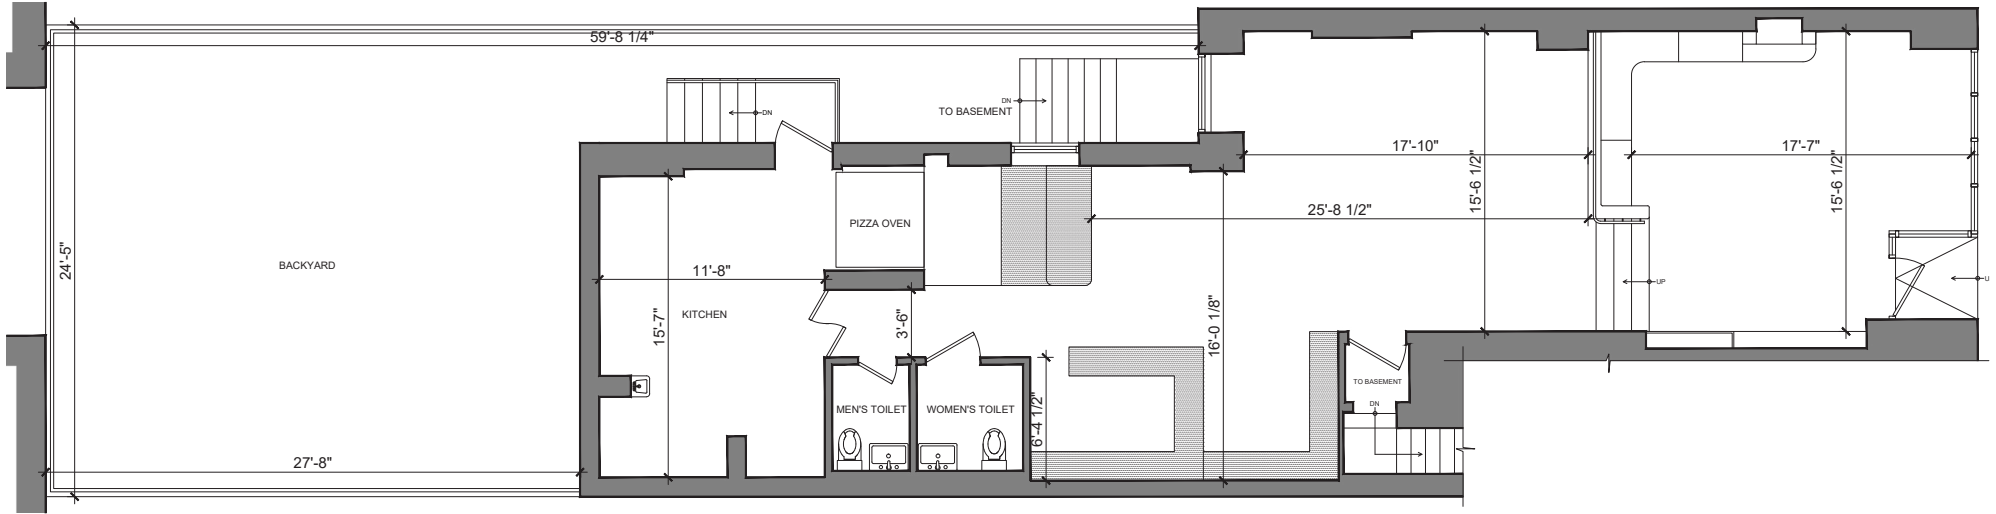 59'-8 1/4"
DN
DN
TO BASEMENT
17'-10"
17'-7"
15'-6 1/2"
15'-6 1/2"
25'-8 1/2"
PIZZA OVEN
24'-5"
BACKYARD
11'-8"
UP
KITCHEN
15'-7"
3'-6"
16'-0 1/8"
TO BASEMENT
DN
MEN'S TOILET
WOMEN'S TOILET
6'-4 1/2"
27'-8"